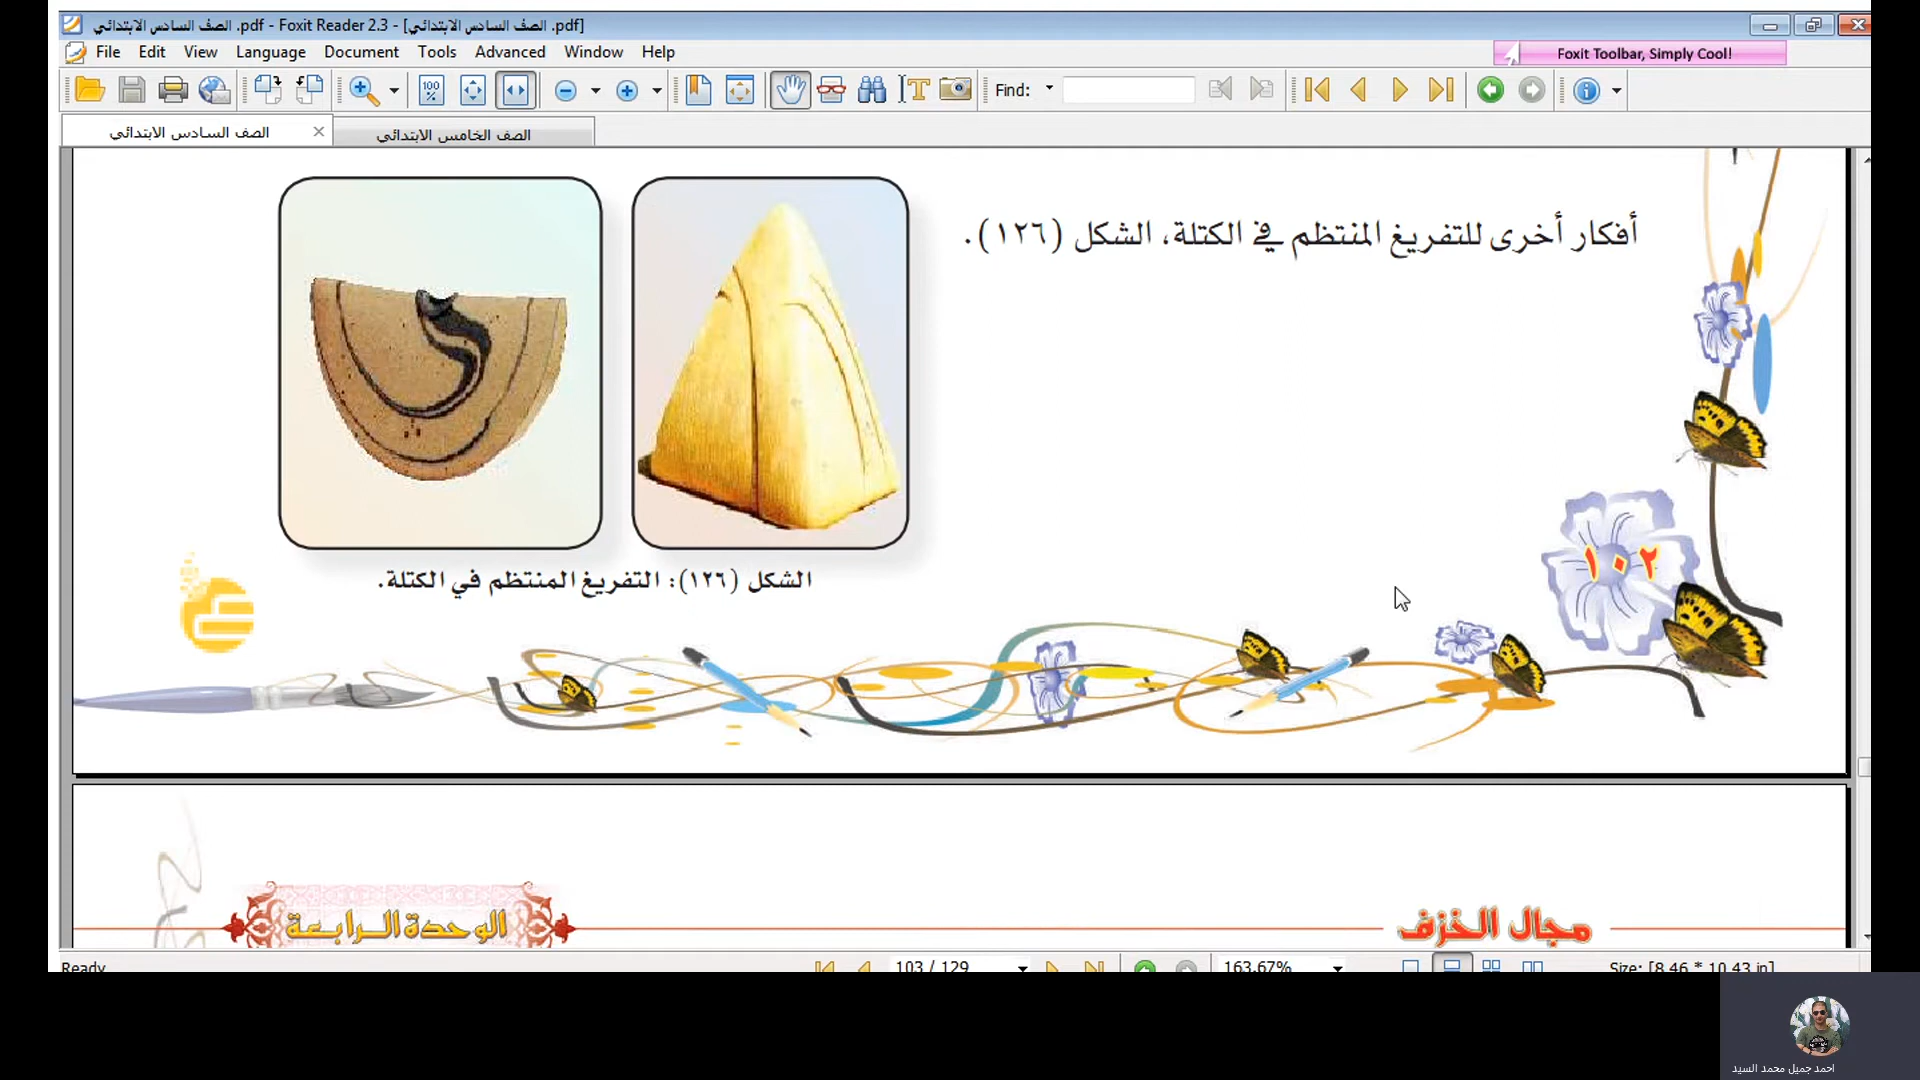 الصف السادس الابتدائي .pdf - Foxit Reader 2.3 - [الصف السادس الابتدائي .pdf]
File Edit View Language Document Tools Advanced Window Help
Foxit Toolbar, Simply Cool!
100 %
Find:
الصف السادس الابتدائي
الصف الخامس الابتدائي
أفكار أخرى للتفريغ المنتظم في الكتلة، الشكل (١٢٦).
الشكل (١٢٦): التفريغ المنتظم في الكتلة.
١٠٢
مجال الخزف
الوحدة الرابعة
Ready
103 / 129
163.67%
Size: [8.46 * 10.43 in]
احمد جميل محمد السيد